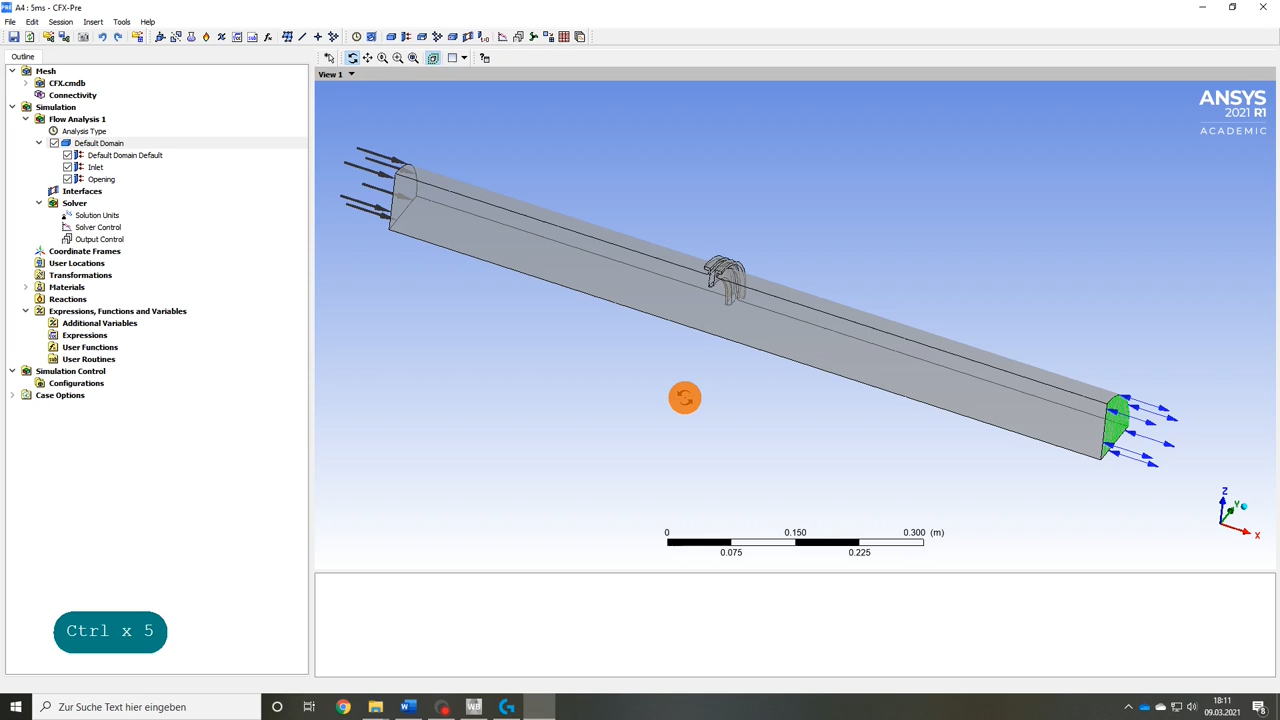 PRE A4 : 5ms - CFX-Pre
File Edit Session Insert Tools Help
Outline
Mesh
CFX.cmdb
Connectivity
Simulation
Flow Analysis 1
Analysis Type
Default Domain
Default Domain Default
Inlet
Opening
Interfaces
Solver
Solution Units
Solver Control
Output Control
Coordinate Frames
User Locations
Transformations
Materials
Reactions
Expressions, Functions and Variables
Additional Variables
Expressions
User Functions
User Routines
Simulation Control
Configurations
Case Options
View 1
ANSYS
2021 R1
ACADEMIC
Z
Y
X
0 0.150 0.300 (m)
0.075 0.225
Ctrl x 5
Zur Suche Text hier eingeben
18:11
09.03.2021